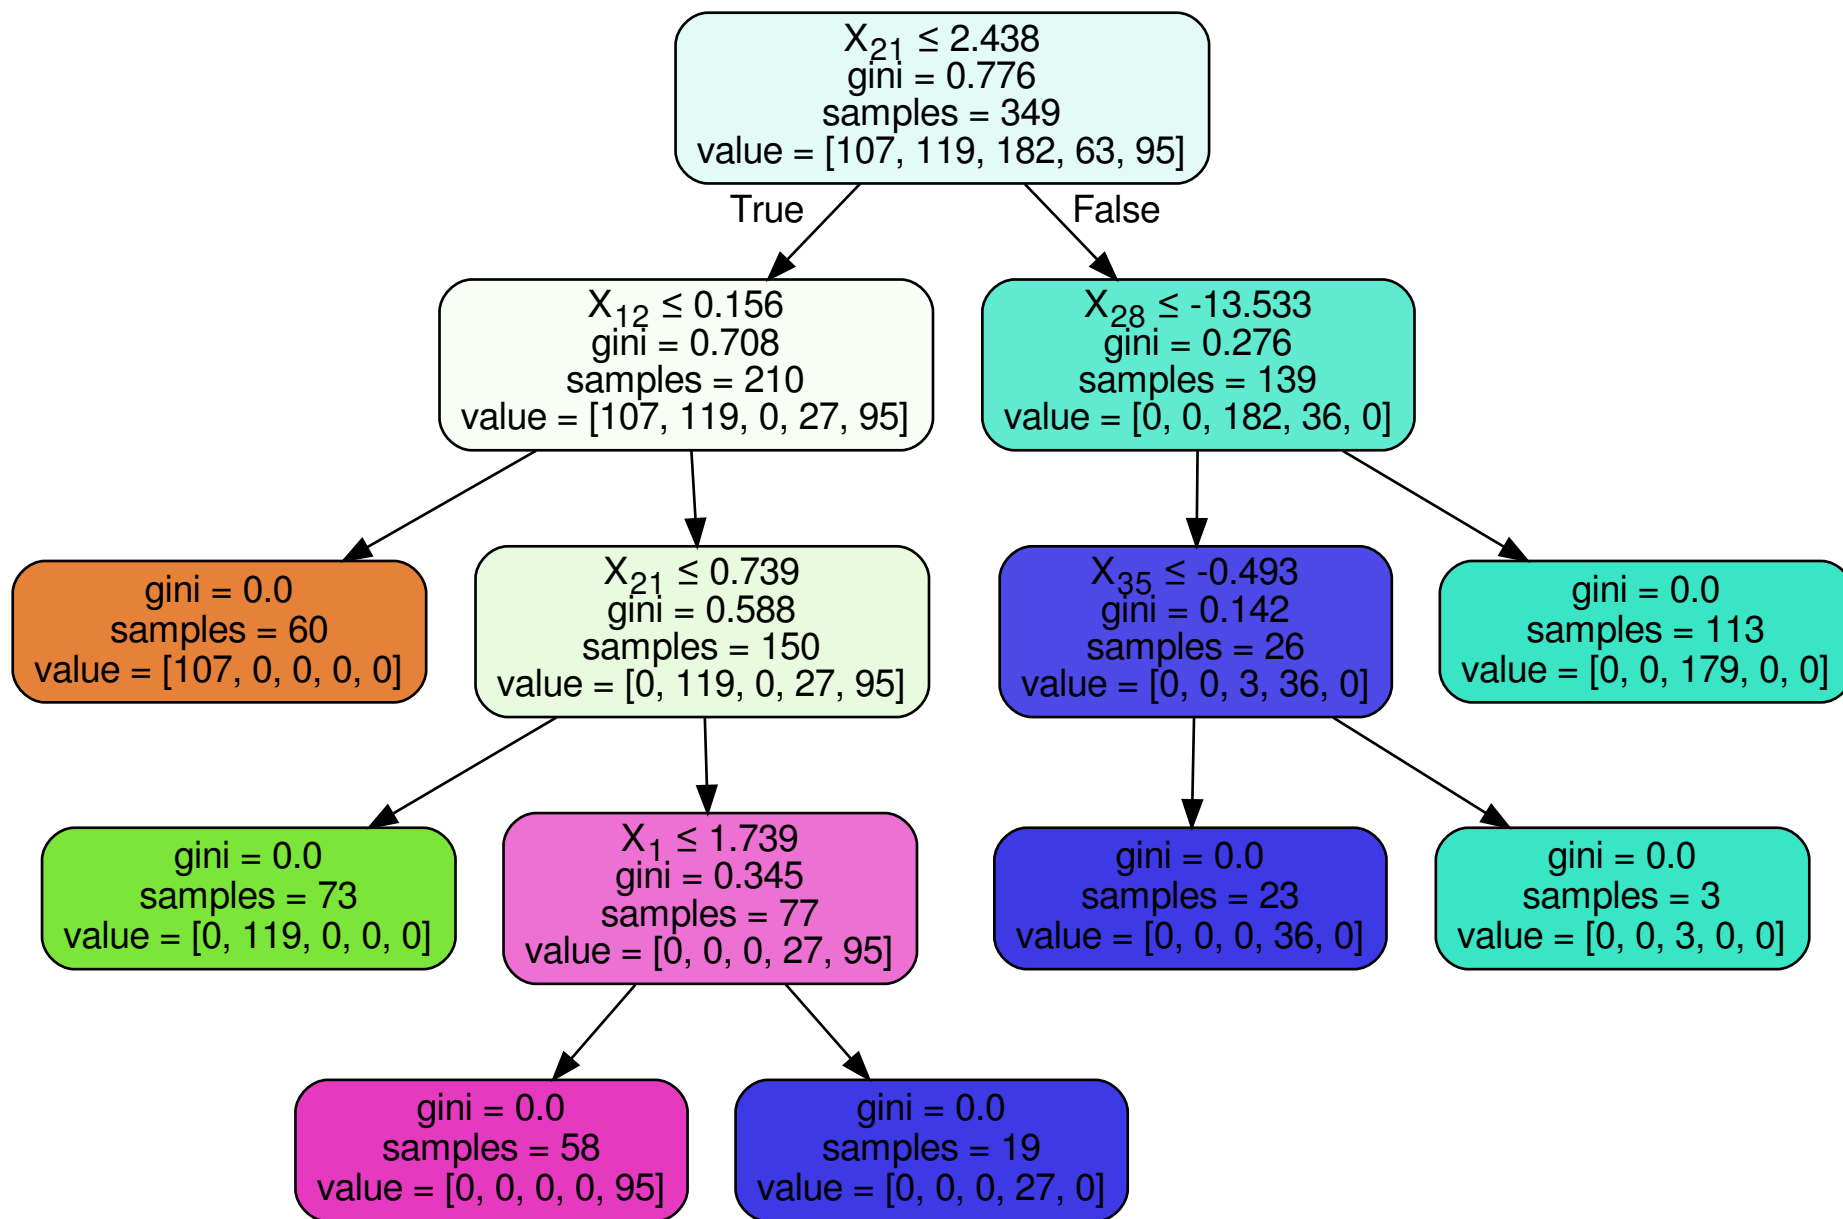 X₂₁ ≤ 2.438
gini = 0.776
samples = 349
value = [107, 119, 182, 63, 95]
True
False
X₁₂ ≤ 0.156
gini = 0.708
samples = 210
value = [107, 119, 0, 27, 95]
X₂₈ ≤ -13.533
gini = 0.276
samples = 139
value = [0, 0, 182, 36, 0]
gini = 0.0
samples = 60
value = [107, 0, 0, 0, 0]
X₂₁ ≤ 0.739
gini = 0.588
samples = 150
value = [0, 119, 0, 27, 95]
X₃₅ ≤ -0.493
gini = 0.142
samples = 26
value = [0, 0, 3, 36, 0]
gini = 0.0
samples = 113
value = [0, 0, 179, 0, 0]
gini = 0.0
samples = 73
value = [0, 119, 0, 0, 0]
X₁ ≤ 1.739
gini = 0.345
samples = 77
value = [0, 0, 0, 27, 95]
gini = 0.0
samples = 23
value = [0, 0, 0, 36, 0]
gini = 0.0
samples = 3
value = [0, 0, 3, 0, 0]
gini = 0.0
samples = 58
value = [0, 0, 0, 0, 95]
gini = 0.0
samples = 19
value = [0, 0, 0, 27, 0]